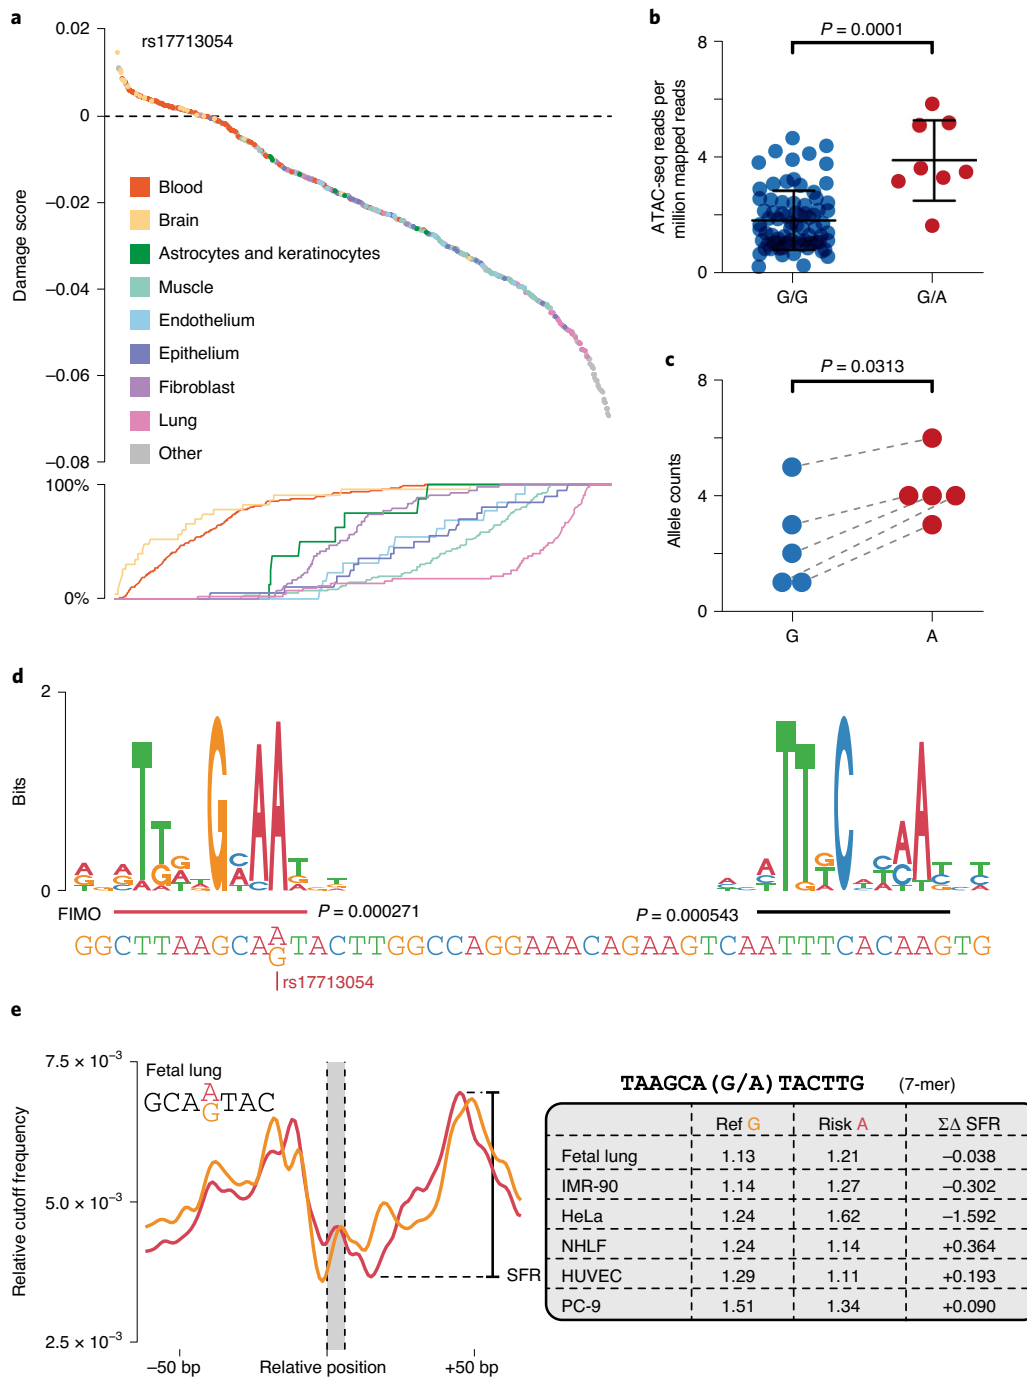 a
0.02
0
−0.02
−0.04
−0.06
−0.08
Damage score
rs17713054
Blood
Brain
Astrocytes and keratinocytes
Muscle
Endothelium
Epithelium
Fibroblast
Lung
Other
100%
0%
b
P = 0.0001
8
4
0
ATAC-seq reads per
million mapped reads
G/G
G/A
c
P = 0.0313
8
4
0
Allele counts
G
A
d
2
0
Bits
FIMO
P = 0.000271
P = 0.000543
GGCTTAAGCAATACTTGGCCAGGAAACAGAAGTCAATTTCACAAGTG
G
rs17713054
e
7.5 × 10⁻³
5.0 × 10⁻³
2.5 × 10⁻³
Relative cutoff frequency
Fetal lung
A
GCAGTAC
SFR
−50 bp
Relative position
+50 bp
TAAGCA(G/A)TACTTG (7-mer)
Ref G Risk A ΣΔ SFR
Fetal lung 1.13 1.21 −0.038
IMR-90 1.14 1.27 −0.302
HeLa 1.24 1.62 −1.592
NHLF 1.24 1.14 +0.364
HUVEC 1.29 1.11 +0.193
PC-9 1.51 1.34 +0.090